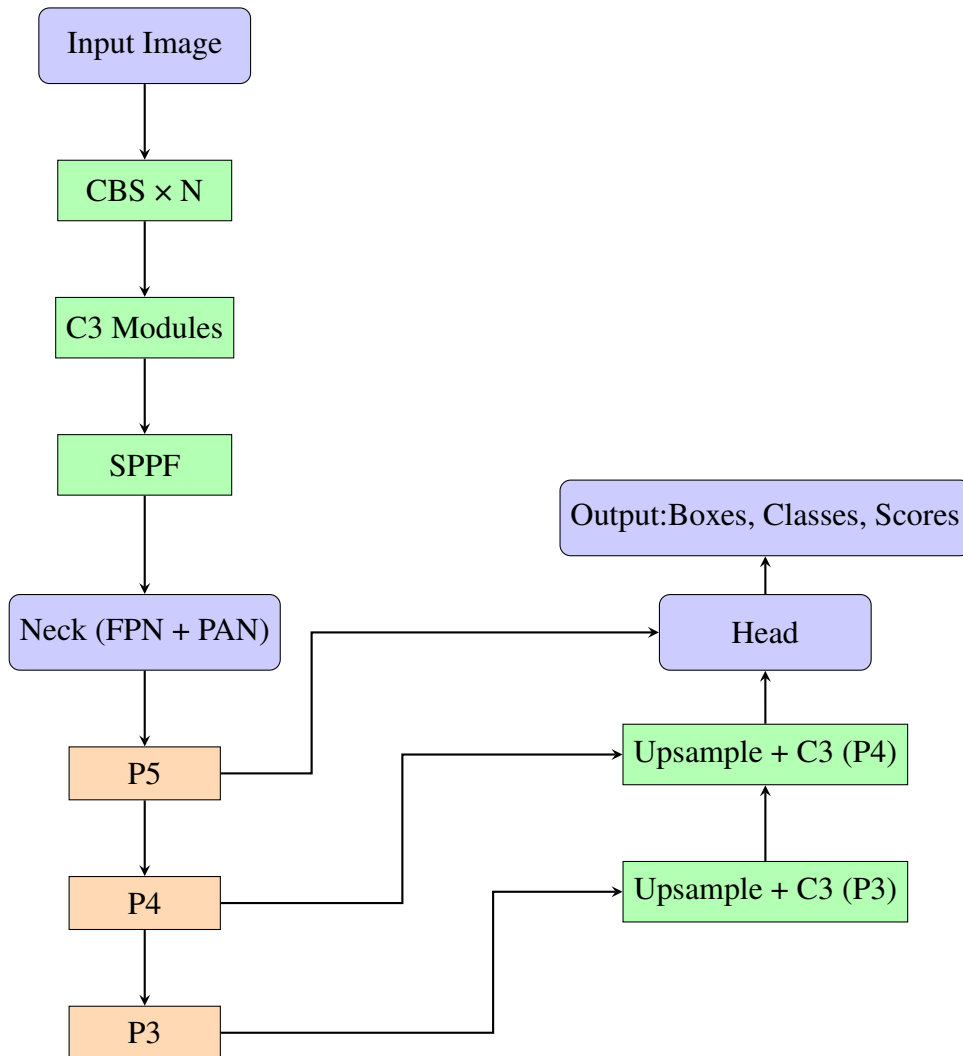 Input Image
CBS × N
C3 Modules
SPPF
Neck (FPN + PAN)
P5
P4
P3
Output:Boxes, Classes, Scores
Head
Upsample + C3 (P4)
Upsample + C3 (P3)